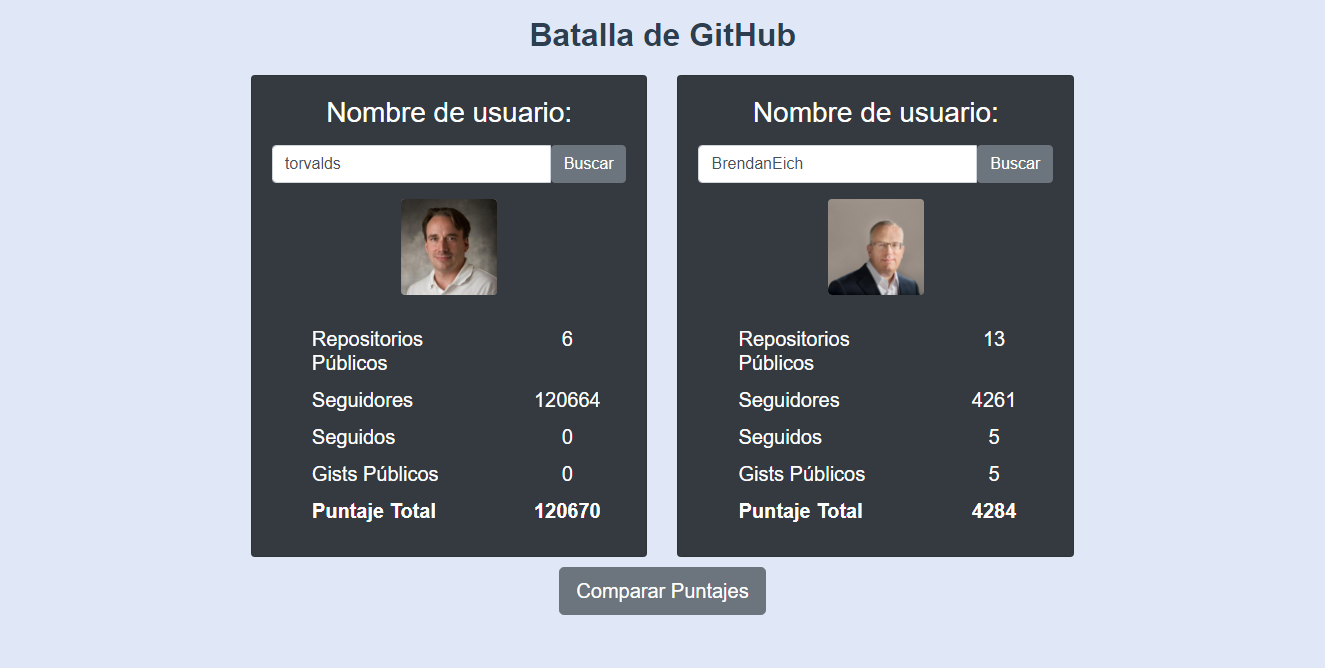 Batalla de GitHub
Nombre de usuario:
torvalds Buscar
Repositorios 6
Públicos
Seguidores 120664
Seguidos 0
Gists Públicos 0
Puntaje Total 120670
Nombre de usuario:
BrendanEich Buscar
Repositorios 13
Públicos
Seguidores 4261
Seguidos 5
Gists Públicos 5
Puntaje Total 4284
Comparar Puntajes